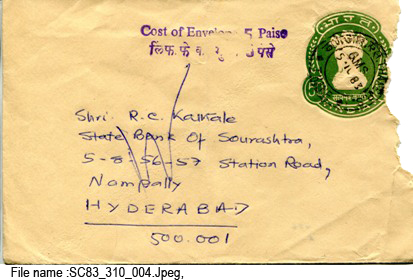 Cost of Envelope 5 Paise
Shri. R. C. Kamale
State Bank Of Sourashtra,
5-8-56-57 Station Road,
Nampally
HYDERABAD
500.001
File name :SC83_310_004.Jpeg,